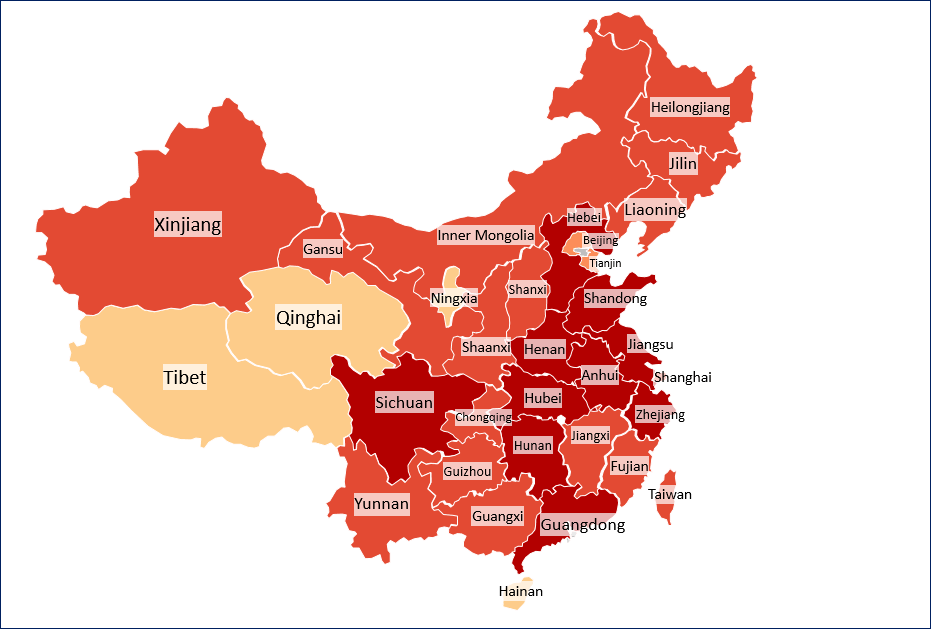 Heilongjiang
Jilin
Liaoning
Hebei
Xinjiang
Inner Mongolia
Beijing
Gansu
Tianjin
Shanxi
Ningxia
Shandong
Qinghai
Jiangsu
Shaanxi
Henan
Tibet
Anhui
Shanghai
Sichuan
Hubei
Zhejiang
Chongqing
Jiangxi
Hunan
Fujian
Guizhou
Taiwan
Yunnan
Guangxi
Guangdong
Hainan